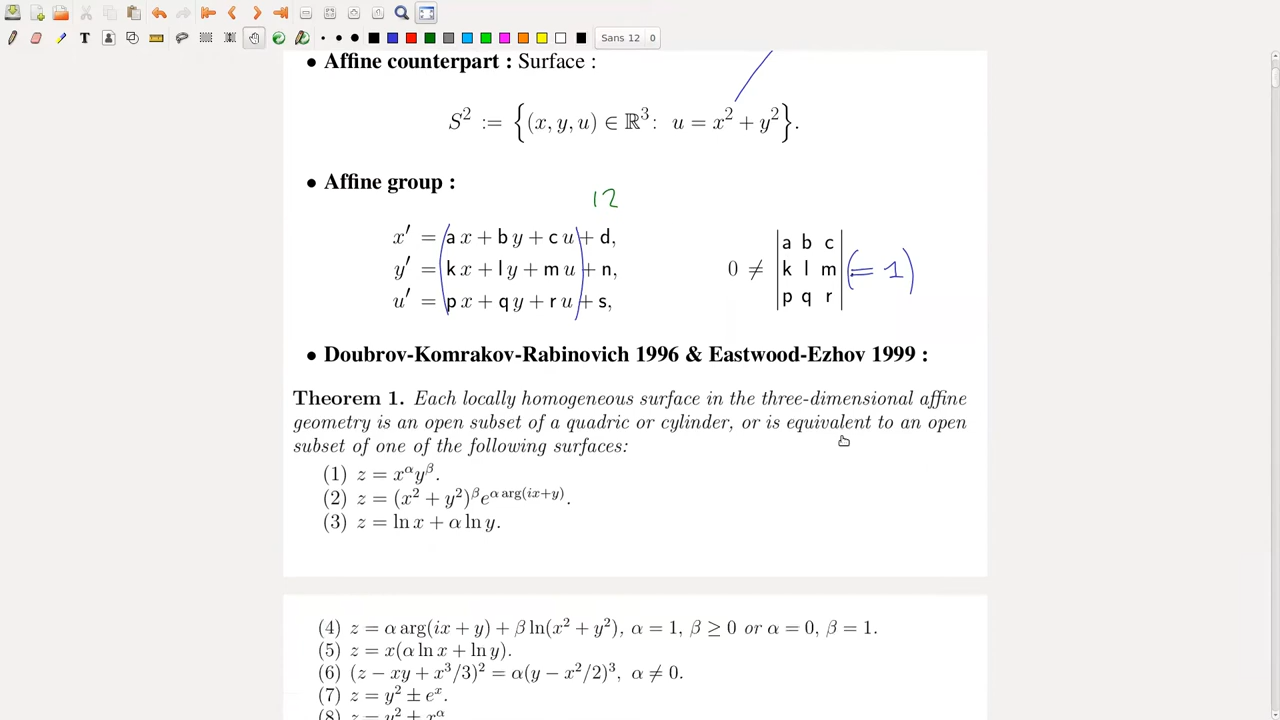 Sans 12 0
• Affine counterpart : Surface :
S² := {(x, y, u) ∈ ℝ³: u = x² + y²}.
• Affine group :
12
x′ = a x + b y + c u + d,
y′ = k x + l y + m u + n,
u′ = p x + q y + r u + s,
0 ≠ | a b c |
| k l m | (= 1)
| p q r |
• Doubrov-Komrakov-Rabinovich 1996 & Eastwood-Ezhov 1999 :
Theorem 1. Each locally homogeneous surface in the three-dimensional affine
geometry is an open subset of a quadric or cylinder, or is equivalent to an open
subset of one of the following surfaces:
(1) z = x^α y^β.
(2) z = (x² + y²)^β e^{α arg(ix+y)}.
(3) z = ln x + α ln y.
(4) z = α arg(ix + y) + β ln(x² + y²), α = 1, β ≥ 0 or α = 0, β = 1.
(5) z = x(α ln x + ln y).
(6) (z − xy + x³/3)² = α(y − x²/2)³, α ≠ 0.
(7) z = y² ± e^x.
(8) z = y² ± x^α